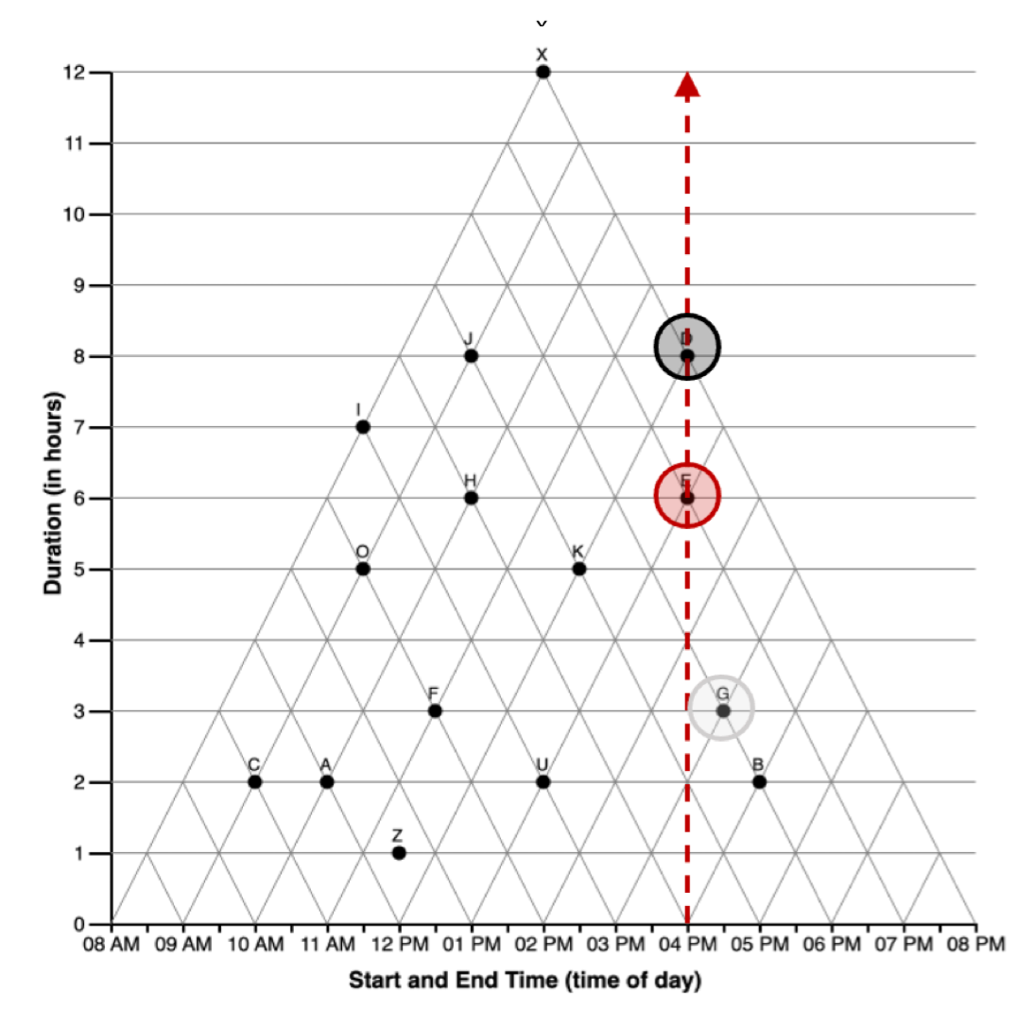 X
12
11
10
9
J
D
8
I
7
H
E
6
O
K
5
4
F
G
3
C
A
U
B
2
Z
1
0
08 AM 09 AM 10 AM 11 AM 12 PM 01 PM 02 PM 03 PM 04 PM 05 PM 06 PM 07 PM 08 PM
Duration (in hours)
Start and End Time (time of day)